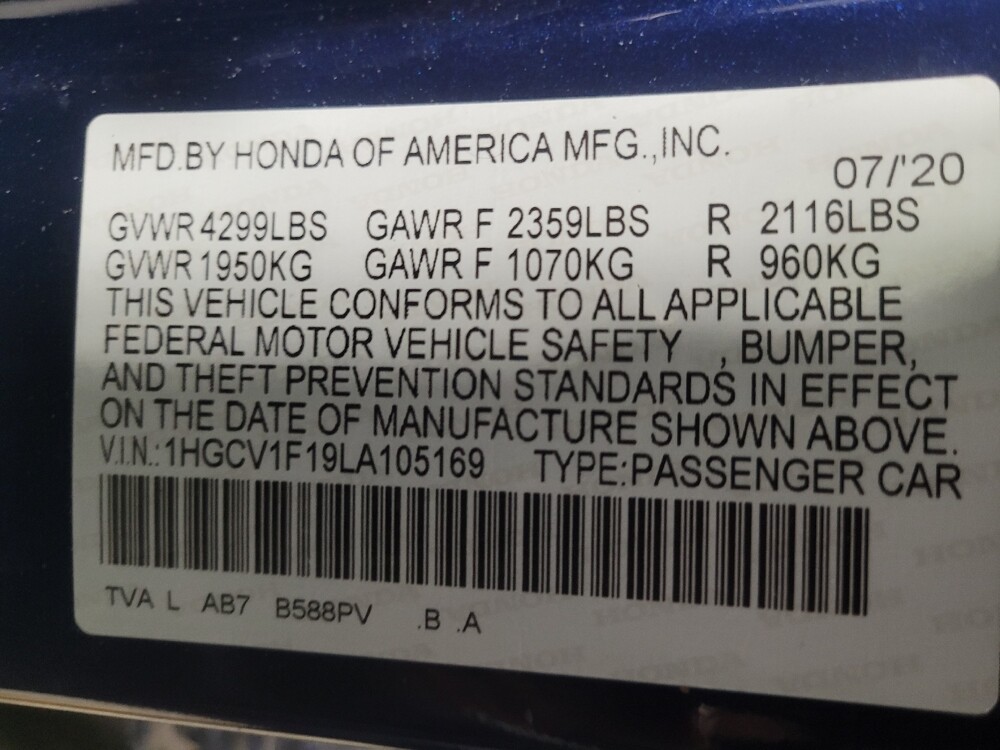 MFD.BY HONDA OF AMERICA MFG.,INC.
07/'20
GVWR 4299LBS GAWR F 2359LBS R 2116LBS
GVWR 1950KG GAWR F 1070KG R 960KG
THIS VEHICLE CONFORMS TO ALL APPLICABLE
FEDERAL MOTOR VEHICLE SAFETY , BUMPER,
AND THEFT PREVENTION STANDARDS IN EFFECT
ON THE DATE OF MANUFACTURE SHOWN ABOVE.
V.I.N.:1HGCV1F19LA105169 TYPE:PASSENGER CAR
TVA L AB7 B588PV .B .A